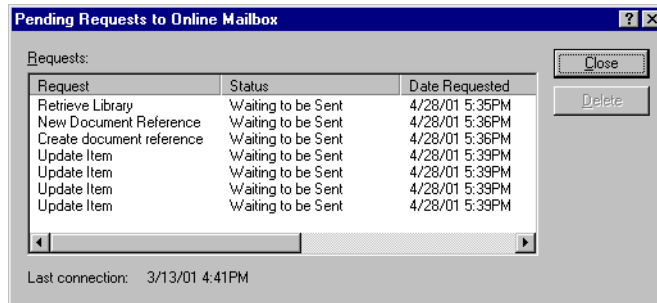 Pending Requests to Online Mailbox
Requests:
Close
Delete
Request Status Date Requested
Retrieve Library Waiting to be Sent 4/28/01 5:35PM
New Document Reference Waiting to be Sent 4/28/01 5:36PM
Create document reference Waiting to be Sent 4/28/01 5:36PM
Update Item Waiting to be Sent 4/28/01 5:39PM
Update Item Waiting to be Sent 4/28/01 5:39PM
Update Item Waiting to be Sent 4/28/01 5:39PM
Update Item Waiting to be Sent 4/28/01 5:39PM
Last connection: 3/13/01 4:41PM